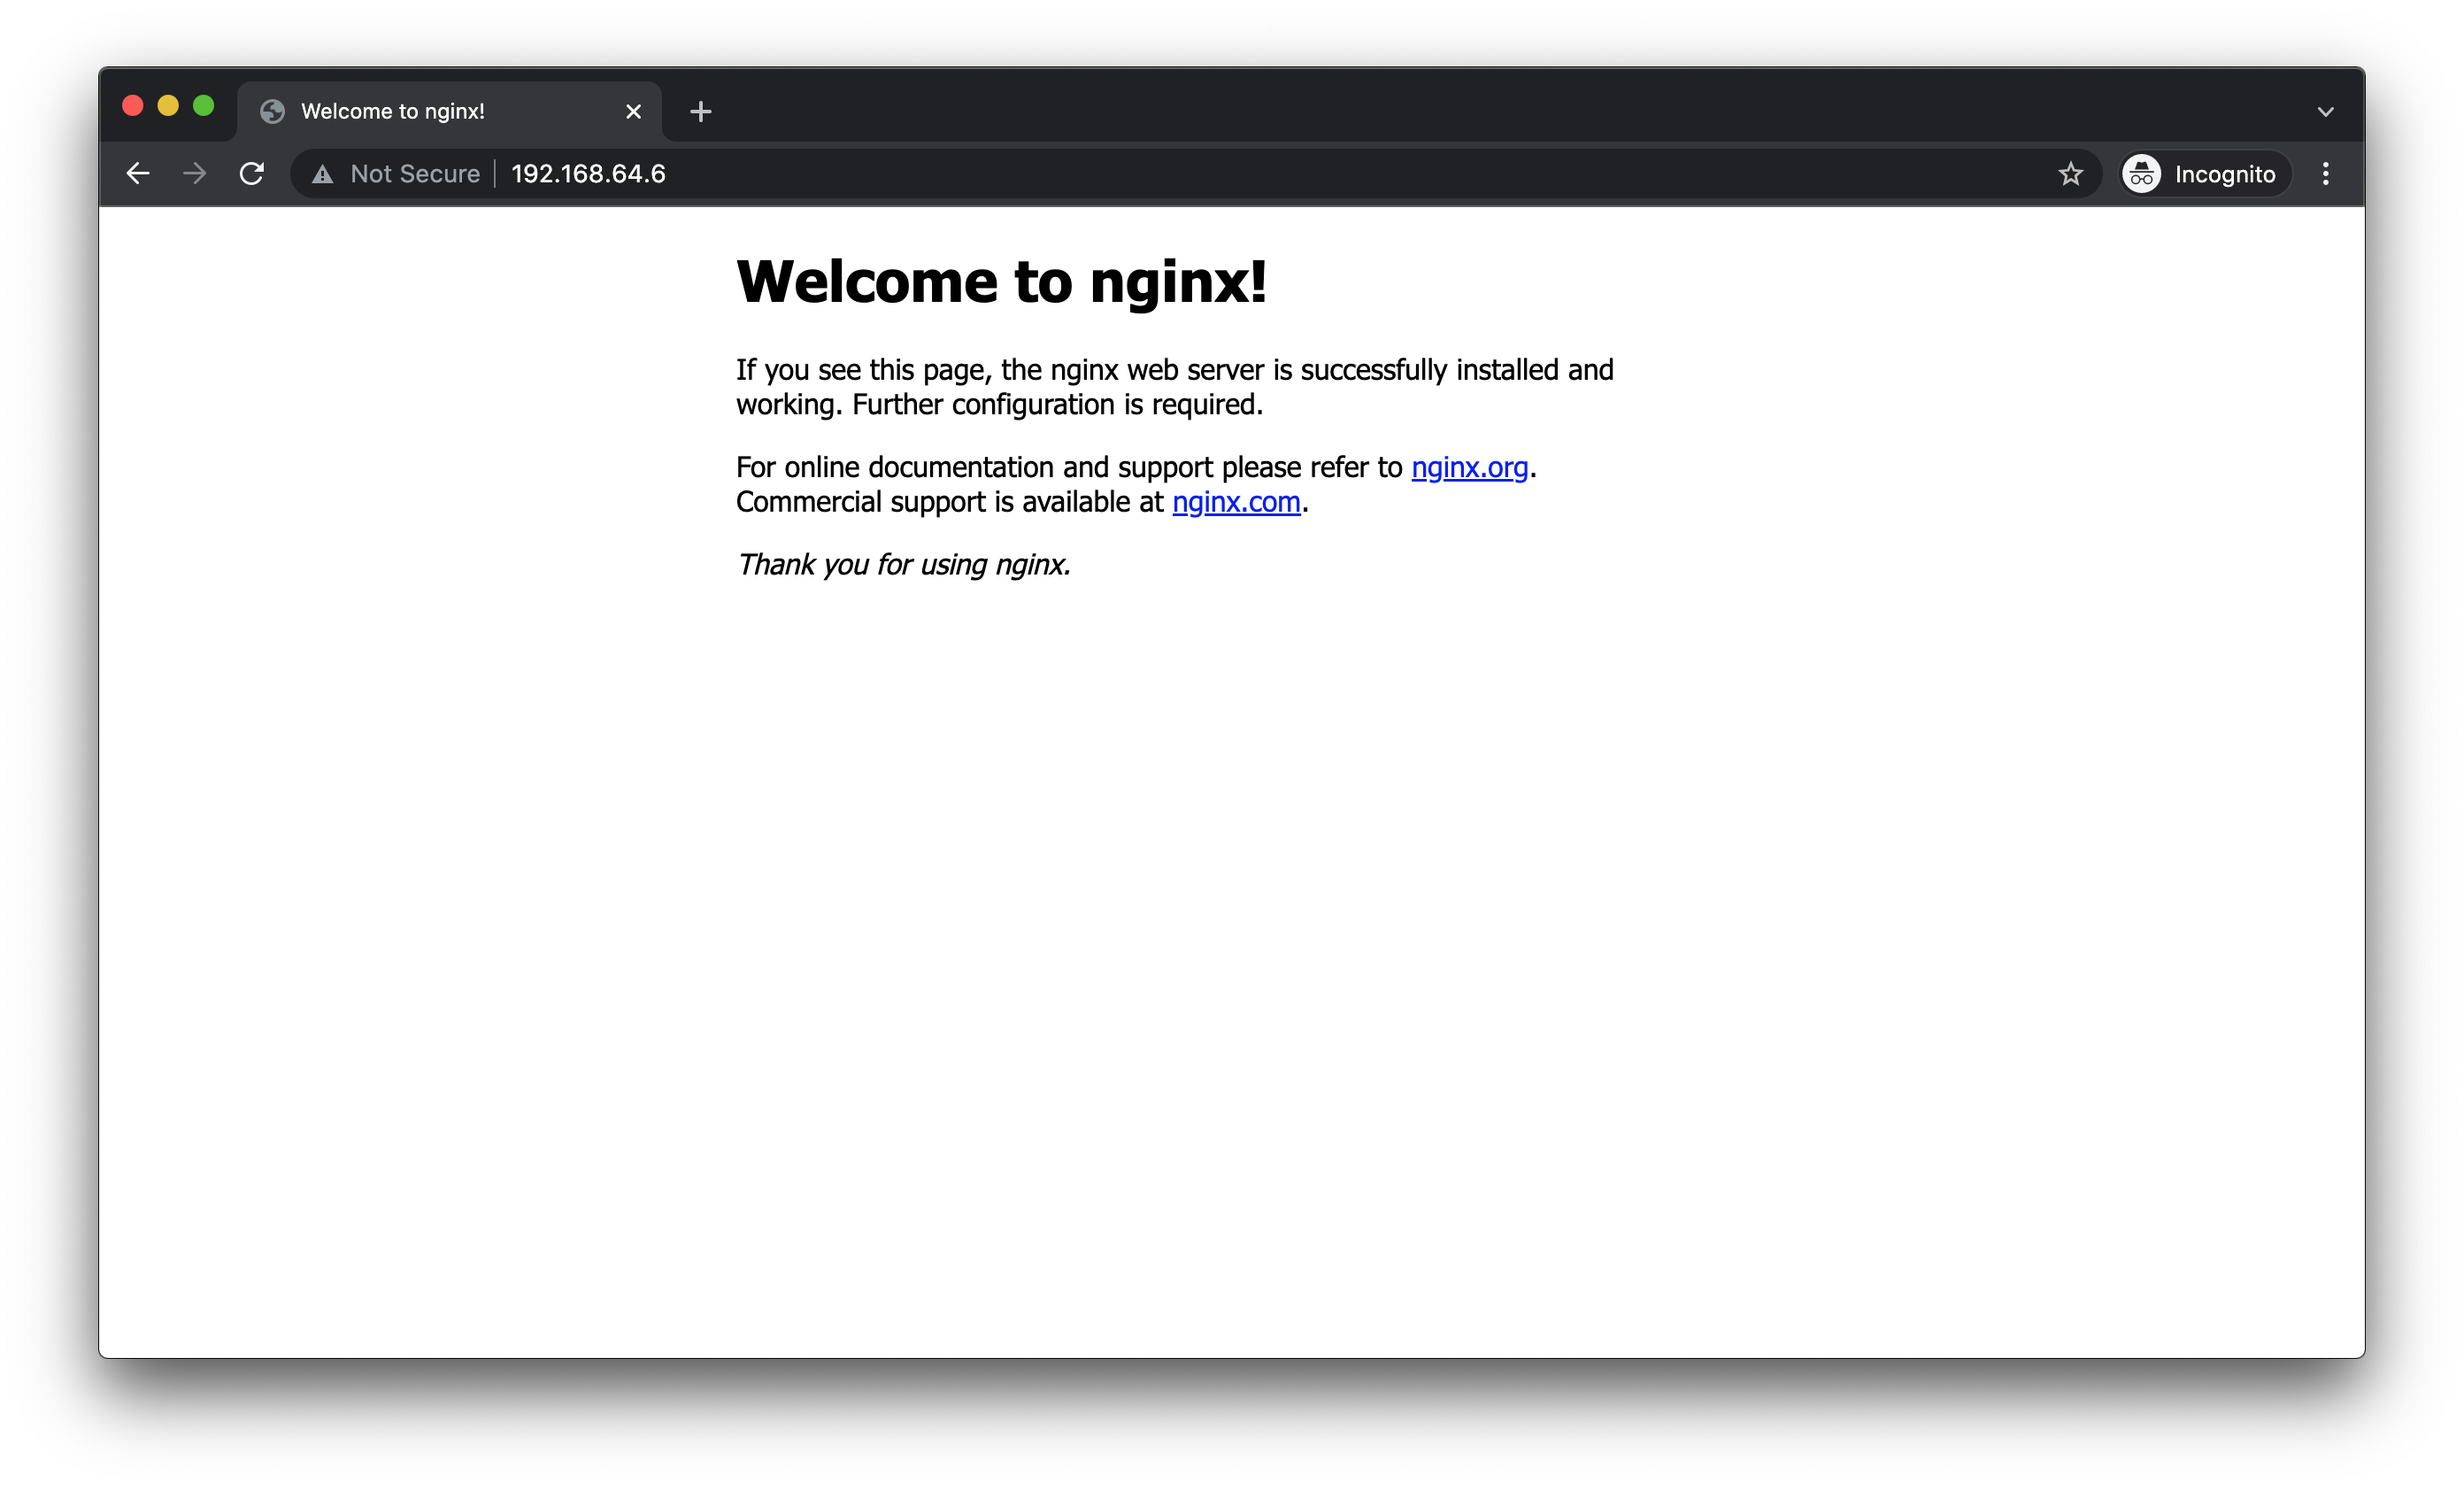 Welcome to nginx!
Not Secure
192.168.64.6
Incognito
Welcome to nginx!
If you see this page, the nginx web server is successfully installed and
working. Further configuration is required.
For online documentation and support please refer to nginx.org.
Commercial support is available at nginx.com.
Thank you for using nginx.